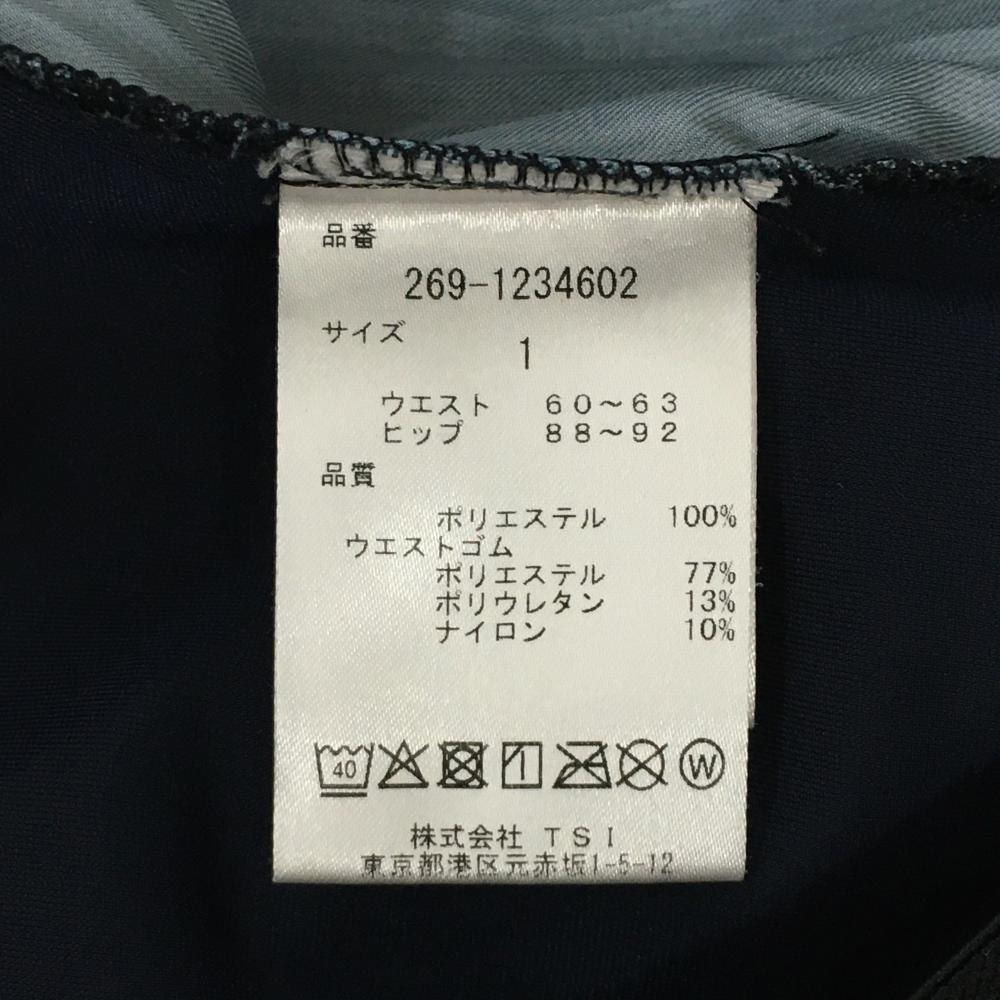 品番
269-1234602
サイズ
1
ウエスト 60～63
ヒップ 88～92
品質
ポリエステル 100%
ウエストゴム
ポリエステル 77%
ポリウレタン 13%
ナイロン 10%
40 W
株式会社 TSI
東京都港区元赤坂1-5-12